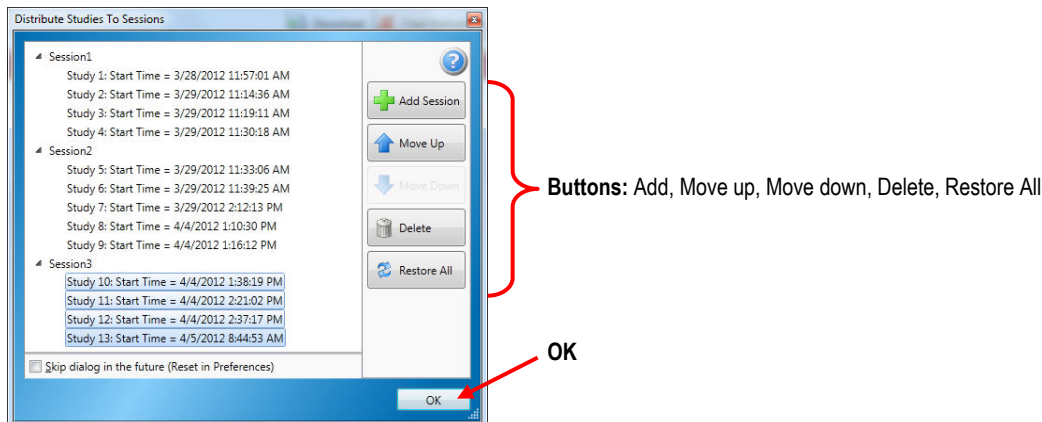 Distribute Studies To Sessions
Session1
Study 1: Start Time = 3/28/2012 11:57:01 AM
Study 2: Start Time = 3/29/2012 11:14:36 AM
Study 3: Start Time = 3/29/2012 11:19:11 AM
Study 4: Start Time = 3/29/2012 11:30:18 AM
Session2
Study 5: Start Time = 3/29/2012 11:33:06 AM
Study 6: Start Time = 3/29/2012 11:39:25 AM
Study 7: Start Time = 3/29/2012 2:12:13 PM
Study 8: Start Time = 4/4/2012 1:10:30 PM
Study 9: Start Time = 4/4/2012 1:16:12 PM
Session3
Study 10: Start Time = 4/4/2012 1:38:19 PM
Study 11: Start Time = 4/4/2012 2:21:02 PM
Study 12: Start Time = 4/4/2012 2:37:17 PM
Study 13: Start Time = 4/5/2012 8:44:53 AM
Skip dialog in the future (Reset in Preferences)
?
Add Session
Move Up
Move Down
Delete
Restore All
OK
Buttons: Add, Move up, Move down, Delete, Restore All
OK